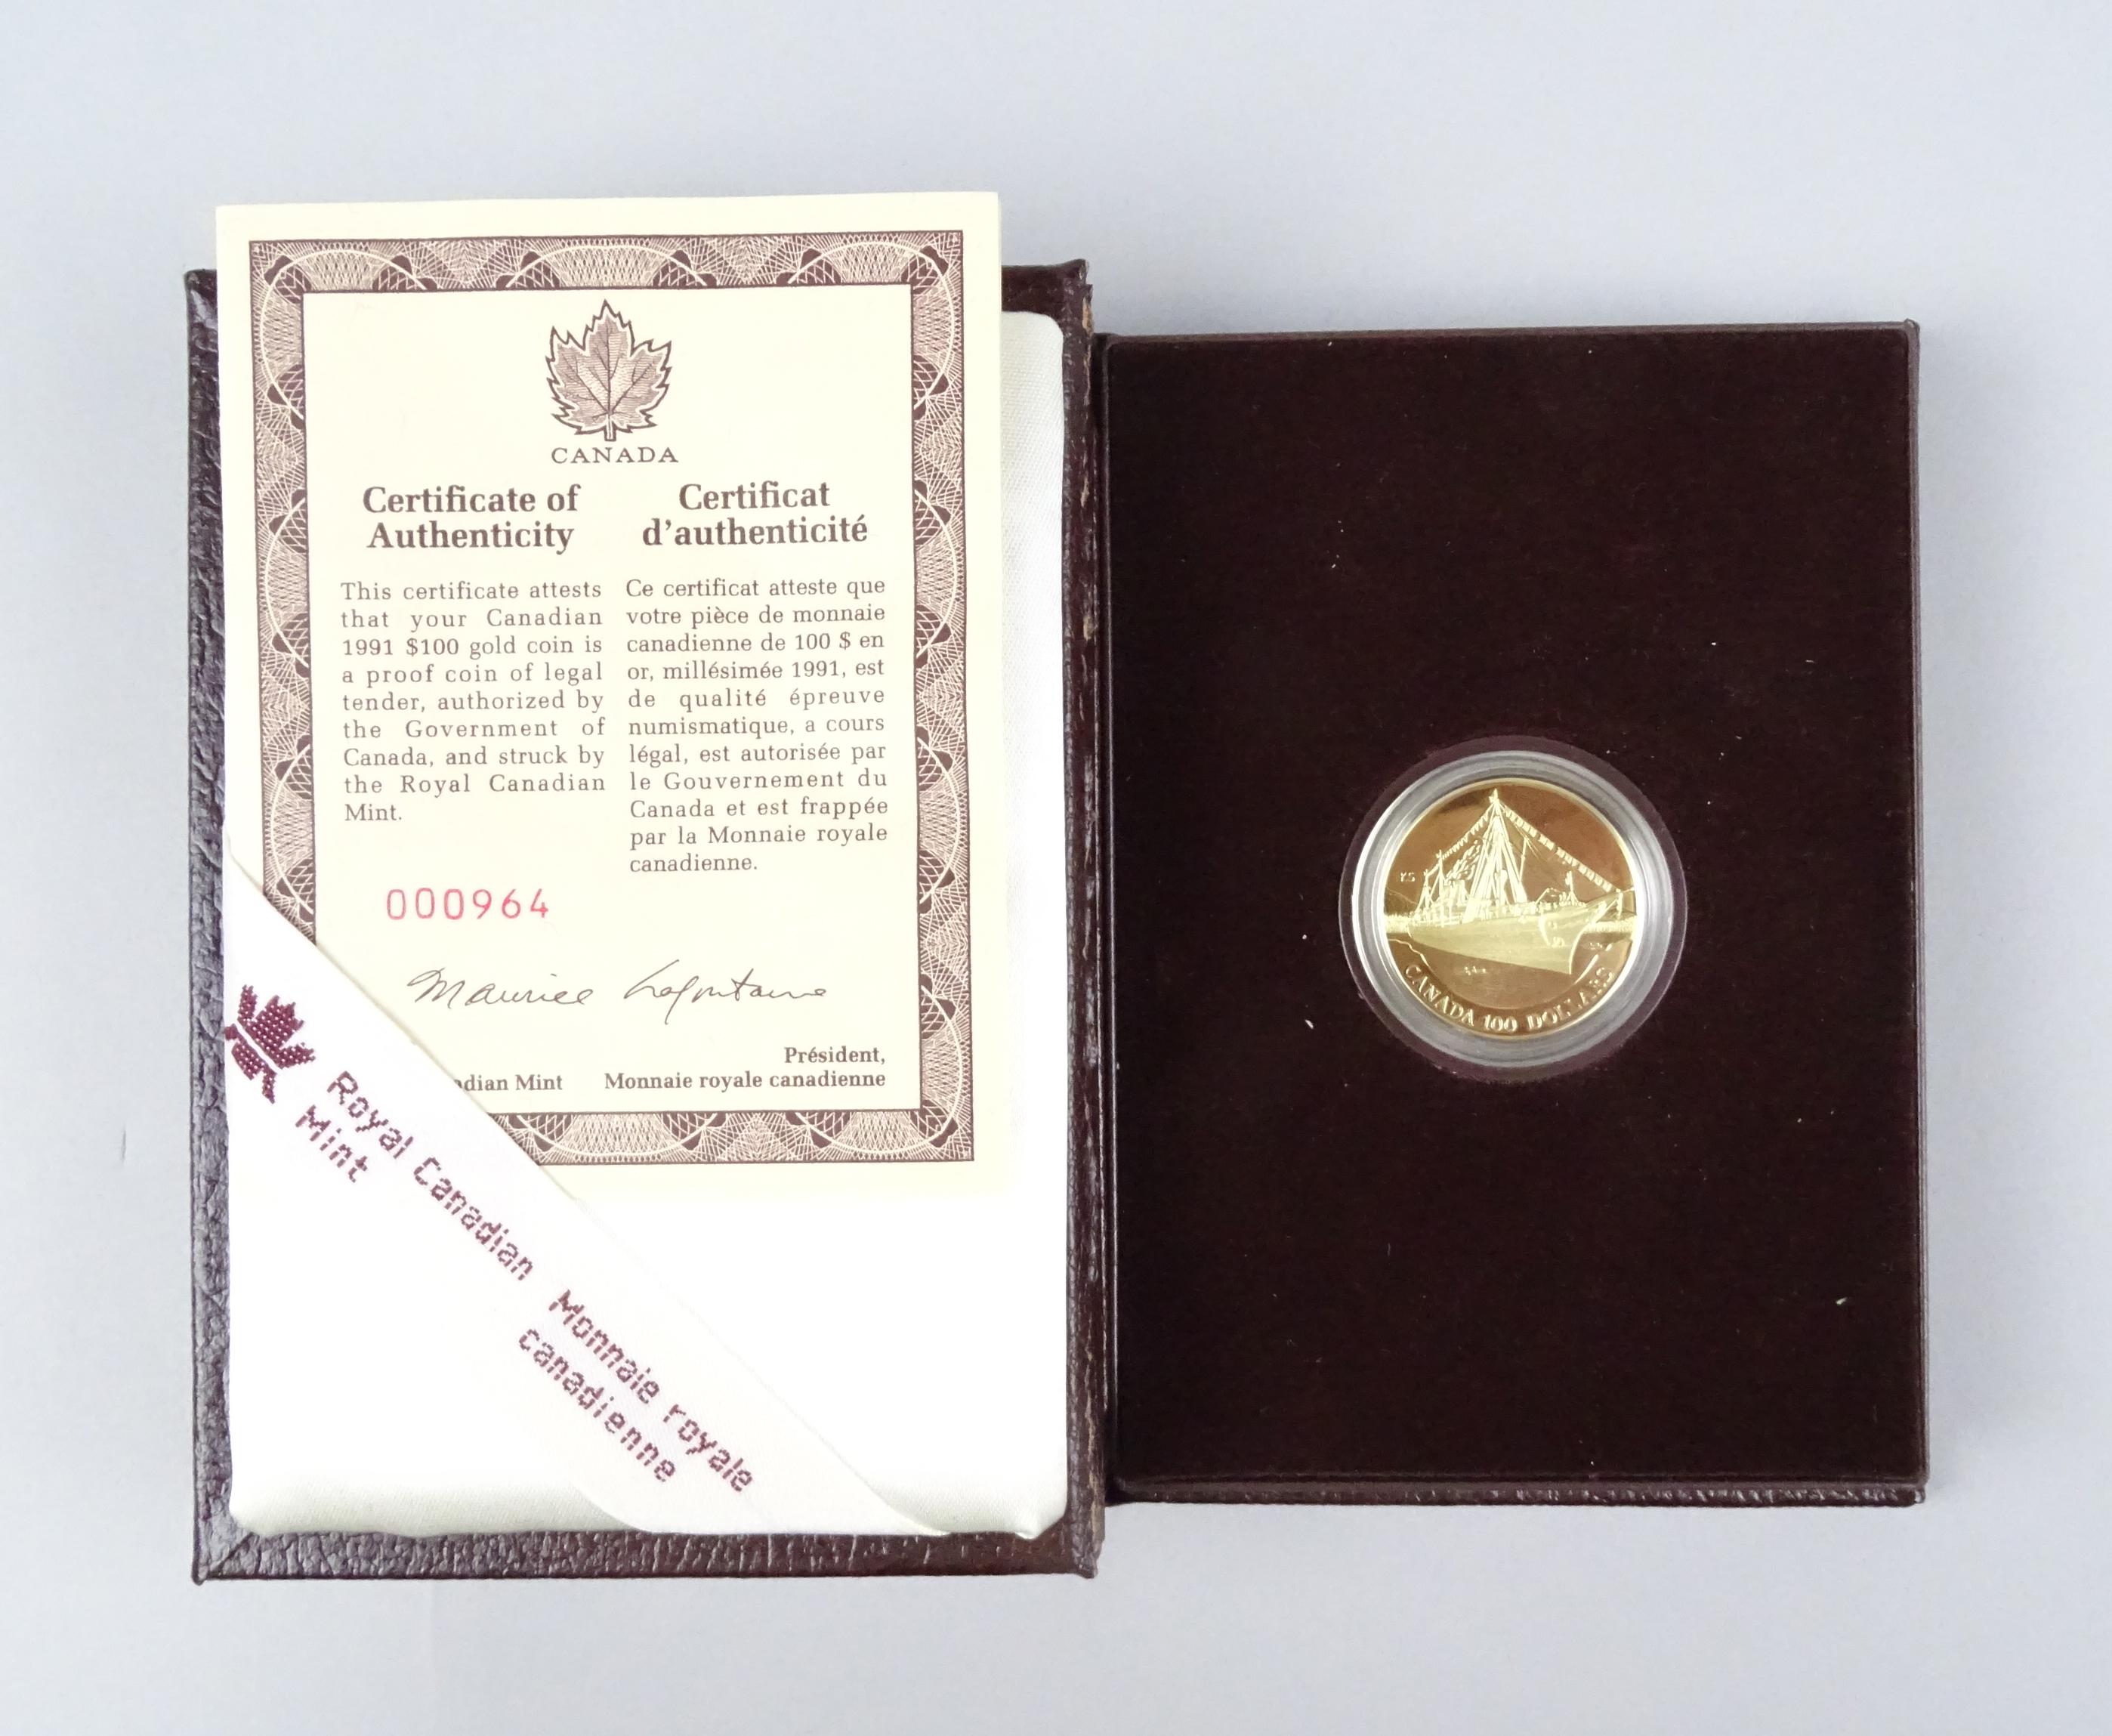 CANADA
Certificate of
Authenticity
This certificate attests
that your Canadian
1991 $100 gold coin is
a proof coin of legal
tender, authorized by
the Government of
Canada, and struck by
the Royal Canadian
Mint.
Certificat
d'authenticité
Ce certificat atteste que
votre pièce de monnaie
canadienne de 100 $ en
or, millésimée 1991, est
de qualité épreuve
numismatique, a cours
légal, est autorisée par
le Gouvernement du
Canada et est frappée
par la Monnaie royale
canadienne.
000964
Maurice Lafontaine
dian Mint
Président,
Monnaie royale canadienne
Royal Canadian
Mint
Monnaie royale
canadienne
KS
CANADA 100 DOLLARS